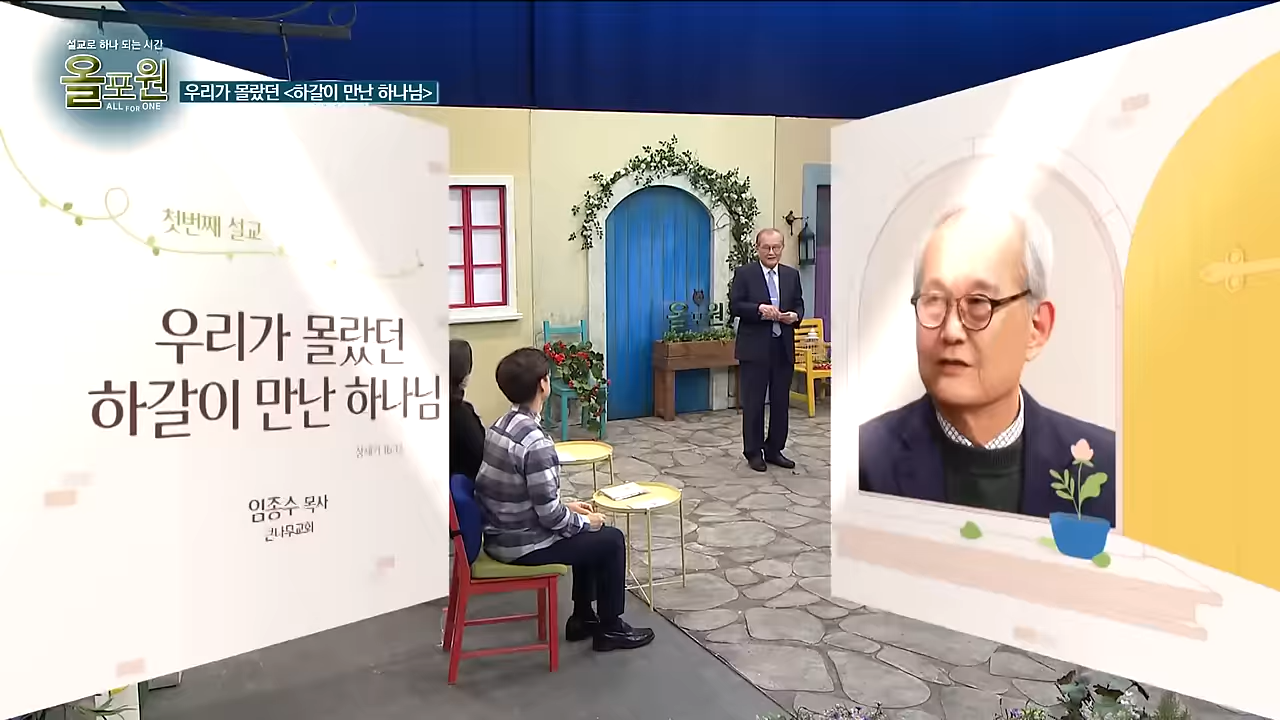 설교로 하나 되는 시간
올포원
ALL FOR ONE
우리가 몰랐던 <하갈이 만난 하나님>
첫번째 설교
우리가 몰랐던
하갈이 만난 하나님
창세기 16:13
임종수 목사
큰나무교회
올포원